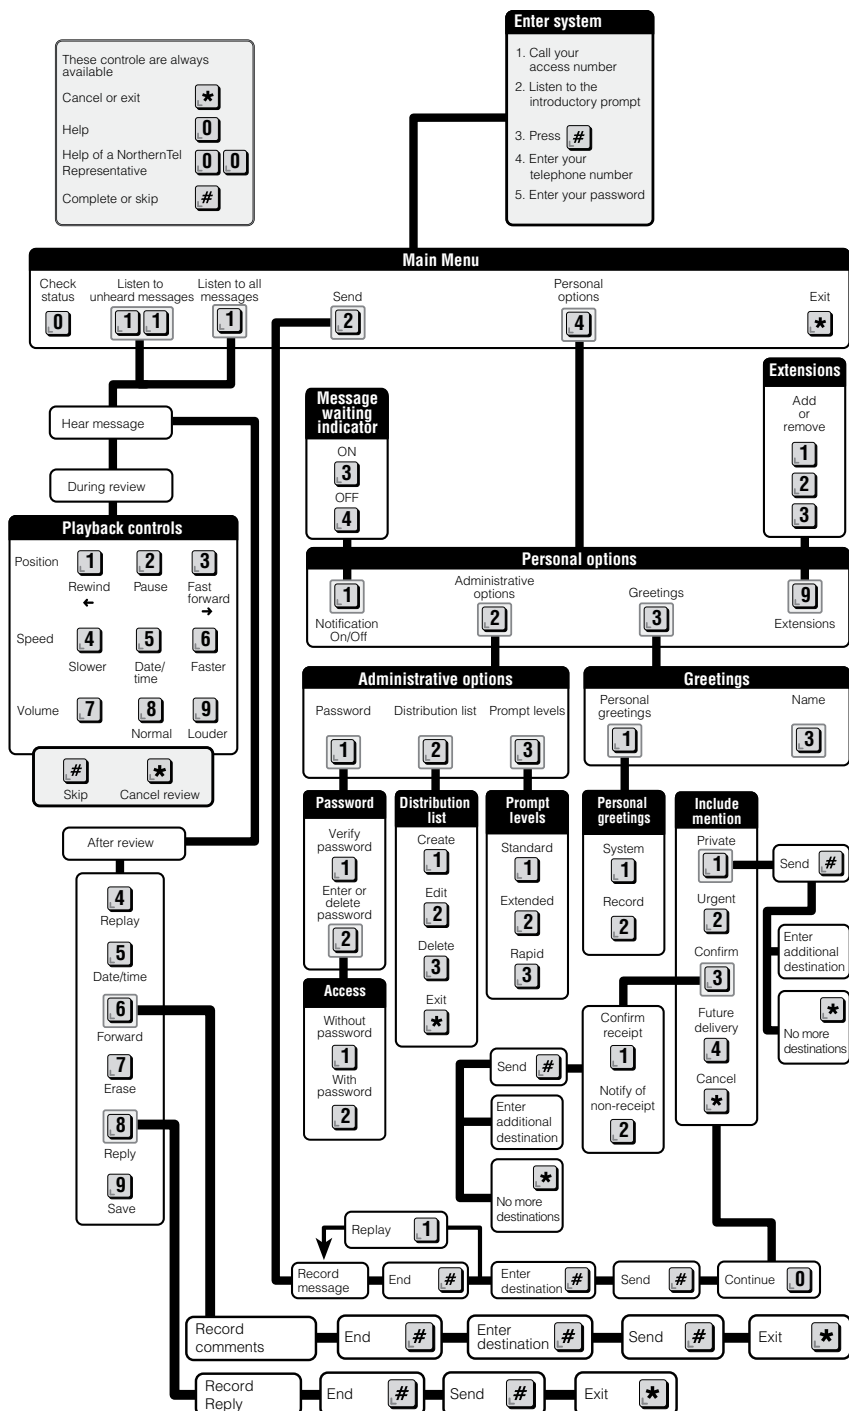 These controle are always
available
Cancel or exit *
Help 0
Help of a NorthernTel
Representative 0 0
Complete or skip #
Enter system
1. Call your
access number
2. Listen to the
introductory prompt
3. Press #
4. Enter your
telephone number
5. Enter your password
Main Menu
Check
status
0
Listen to
unheard messages
1 1
Listen to all
messages
1
Send
2
Personal
options
4
Exit
*
Hear message
During review
Playback controls
Position 1 2 3
Rewind Pause Fast
forward
← →
Speed 4 5 6
Slower Date/
time Faster
Volume 7 8 9
Normal Louder
# *
Skip Cancel review
After review
4
Replay
5
Date/time
6
Forward
7
Erase
8
Reply
9
Save
Message
waiting
indicator
ON
3
OFF
4
Extensions
Add
or
remove
1
2
3
Personal options
1
Notification
On/Off
Administrative
options
2
Greetings
3
9
Extensions
Administrative options
Password Distribution list Prompt levels
1 2 3
Greetings
Personal
greetings
1
Name
3
Password
Verify
password
1
Enter or
delete
password
2
Access
Without
password
1
With
password
2
Distribution
list
Create
1
Edit
2
Delete
3
Exit
*
Prompt
levels
Standard
1
Extended
2
Rapid
3
Personal
greetings
System
1
Record
2
Include
mention
Private
1
Urgent
2
Confirm
3
Future
delivery
4
Cancel
*
Send #
Enter
additional
destination
*
No more
destinations
Confirm
receipt
1
Notify of
non-receipt
2
Send #
Enter
additional
destination
*
No more
destinations
Replay 1
Record
message
End #
Enter
destination #
Send #
Continue 0
Record
comments
End #
Enter
destination #
Send #
Exit *
Record
Reply
End #
Send #
Exit *